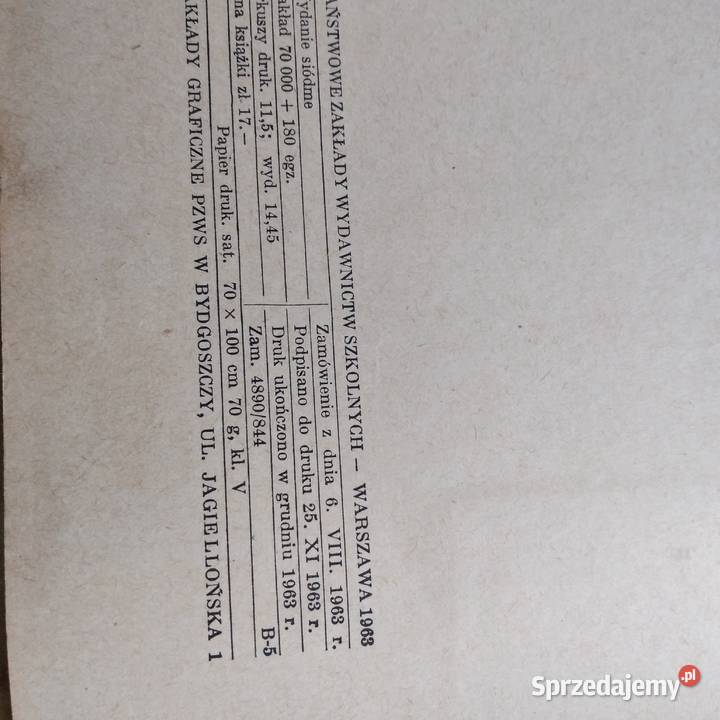 AŃSTWOWE ZAKŁADY WYDAWNICTW SZKOLNYCH — WARSZAWA 1963
ydanie siódme
Zamówienie z dnia 6. VIII. 1963 r.
akład 70 000 + 180 egz.
Podpisano do druku 25. XI 1963 r.
kuszy druk. 11,5; wyd. 14,45
Druk ukończono w grudniu 1963 r.
na książki zł 17.—
Zam. 4890/844
B-5
Papier druk. sat. 70 × 100 cm 70 g, kl. V
AKŁADY GRAFICZNE PZWS W BYDGOSZCZY, UL. JAGIELLOŃSKA 1
Sprzedajemy.pl